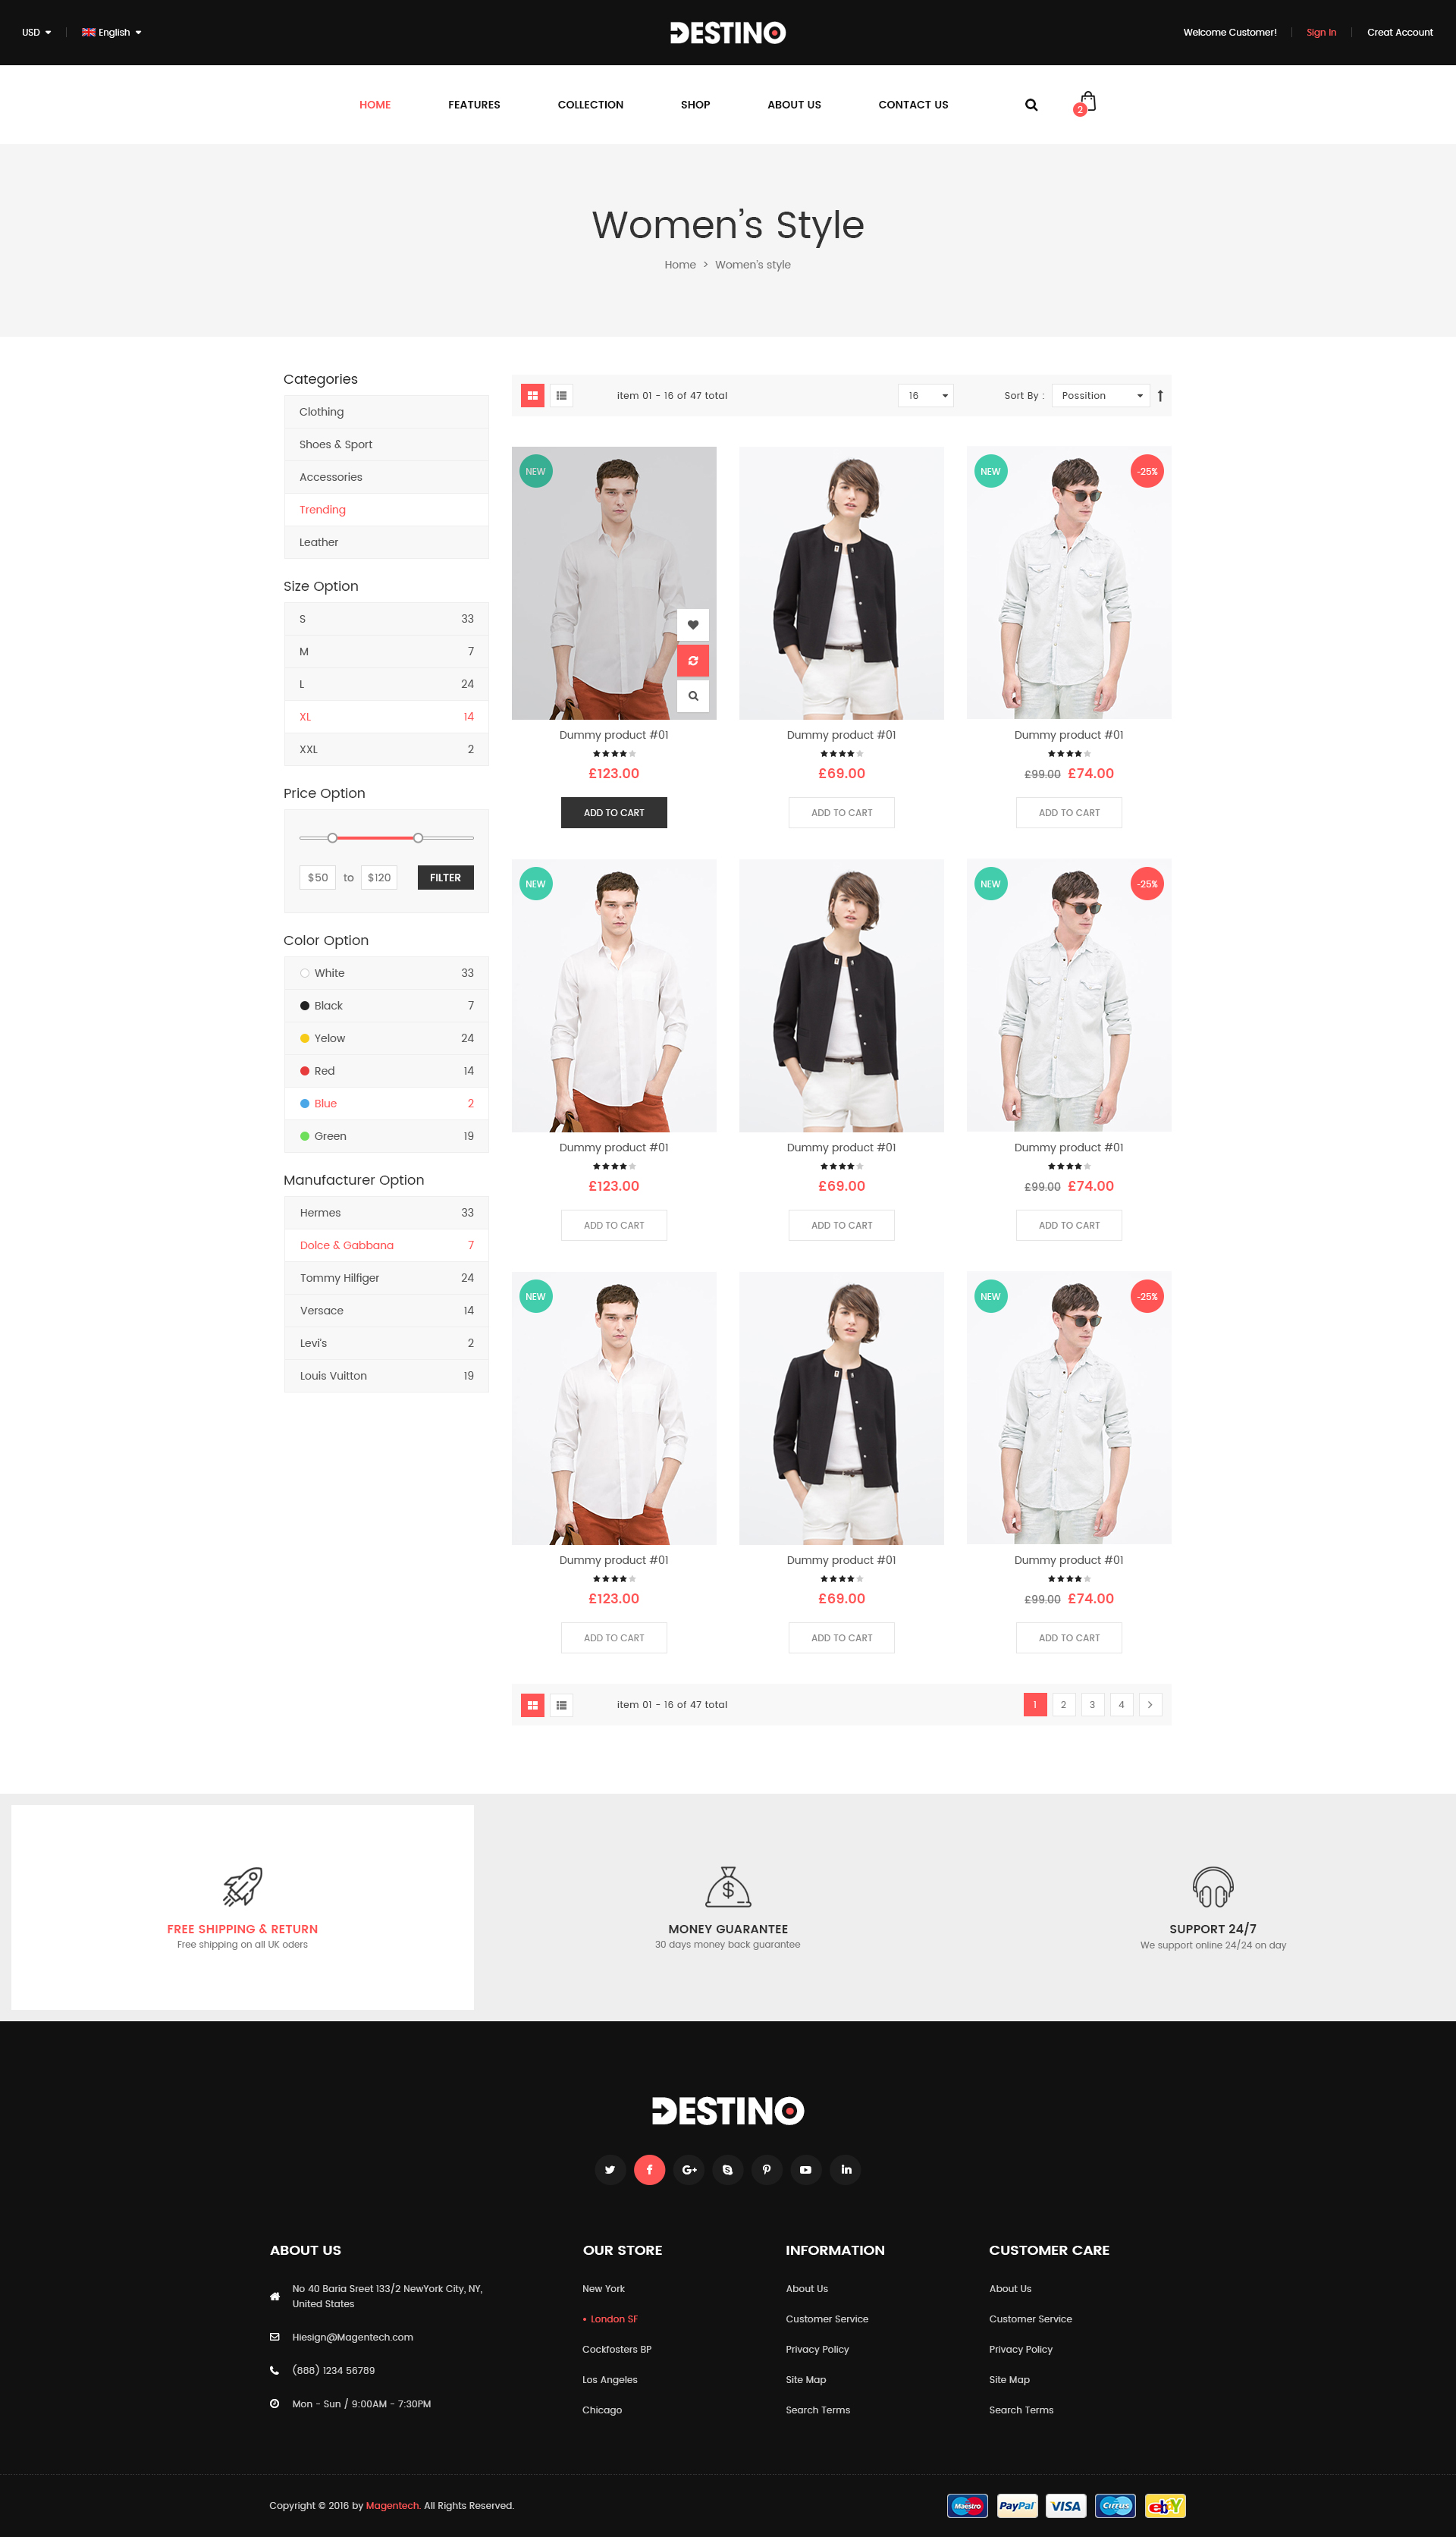 USD English DESTINO Welcome Customer! Sign In Creat Account
HOME FEATURES COLLECTION SHOP ABOUT US CONTACT US 2
Women's Style
Home > Women's style
Categories
Clothing
Shoes & Sport
Accessories
Trending
Leather
Size Option
S 33
M 7
L 24
XL 14
XXL 2
Price Option
$50 to $120 FILTER
Color Option
White 33
Black 7
Yelow 24
Red 14
Blue 2
Green 19
Manufacturer Option
Hermes 33
Dolce & Gabbana 7
Tommy Hilfiger 24
Versace 14
Levi's 2
Louis Vuitton 19
item 01 - 16 of 47 total 16 Sort By : Possition
NEW NEW -25%
Dummy product #01 Dummy product #01 Dummy product #01
£123.00 £69.00 £99.00 £74.00
ADD TO CART ADD TO CART ADD TO CART
NEW NEW -25%
Dummy product #01 Dummy product #01 Dummy product #01
£123.00 £69.00 £99.00 £74.00
ADD TO CART ADD TO CART ADD TO CART
NEW NEW -25%
Dummy product #01 Dummy product #01 Dummy product #01
£123.00 £69.00 £99.00 £74.00
ADD TO CART ADD TO CART ADD TO CART
item 01 - 16 of 47 total 1 2 3 4 >
FREE SHIPPING & RETURN
Free shipping on all UK oders
MONEY GUARANTEE
30 days money back guarantee
SUPPORT 24/7
We support online 24/24 on day
DESTINO
ABOUT US
No 40 Baria Sreet 133/2 NewYork City, NY,
United States
Hiesign@Magentech.com
(888) 1234 56789
Mon - Sun / 9:00AM - 7:30PM
OUR STORE
New York
• London SF
Cockfosters BP
Los Angeles
Chicago
INFORMATION
About Us
Customer Service
Privacy Policy
Site Map
Search Terms
CUSTOMER CARE
About Us
Customer Service
Privacy Policy
Site Map
Search Terms
Copyright © 2016 by Magentech. All Rights Reserved. Maestro PayPal VISA Cirrus ebY